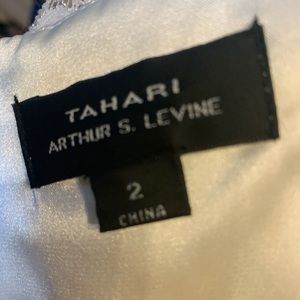 TAHARI
ARTHUR S. LEVINE
2
CHINA